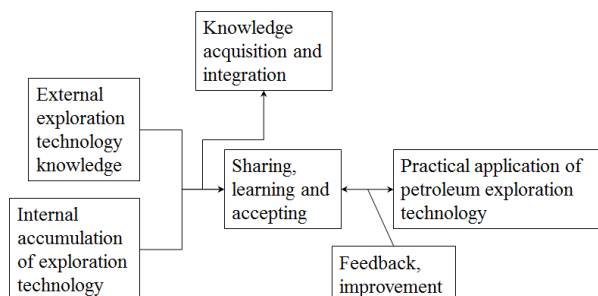 Knowledge
acquisition and
integration
External
exploration
technology
knowledge
Sharing,
learning and
accepting
Practical application of
petroleum exploration
technology
Internal
accumulation
of exploration
technology
Feedback,
improvement